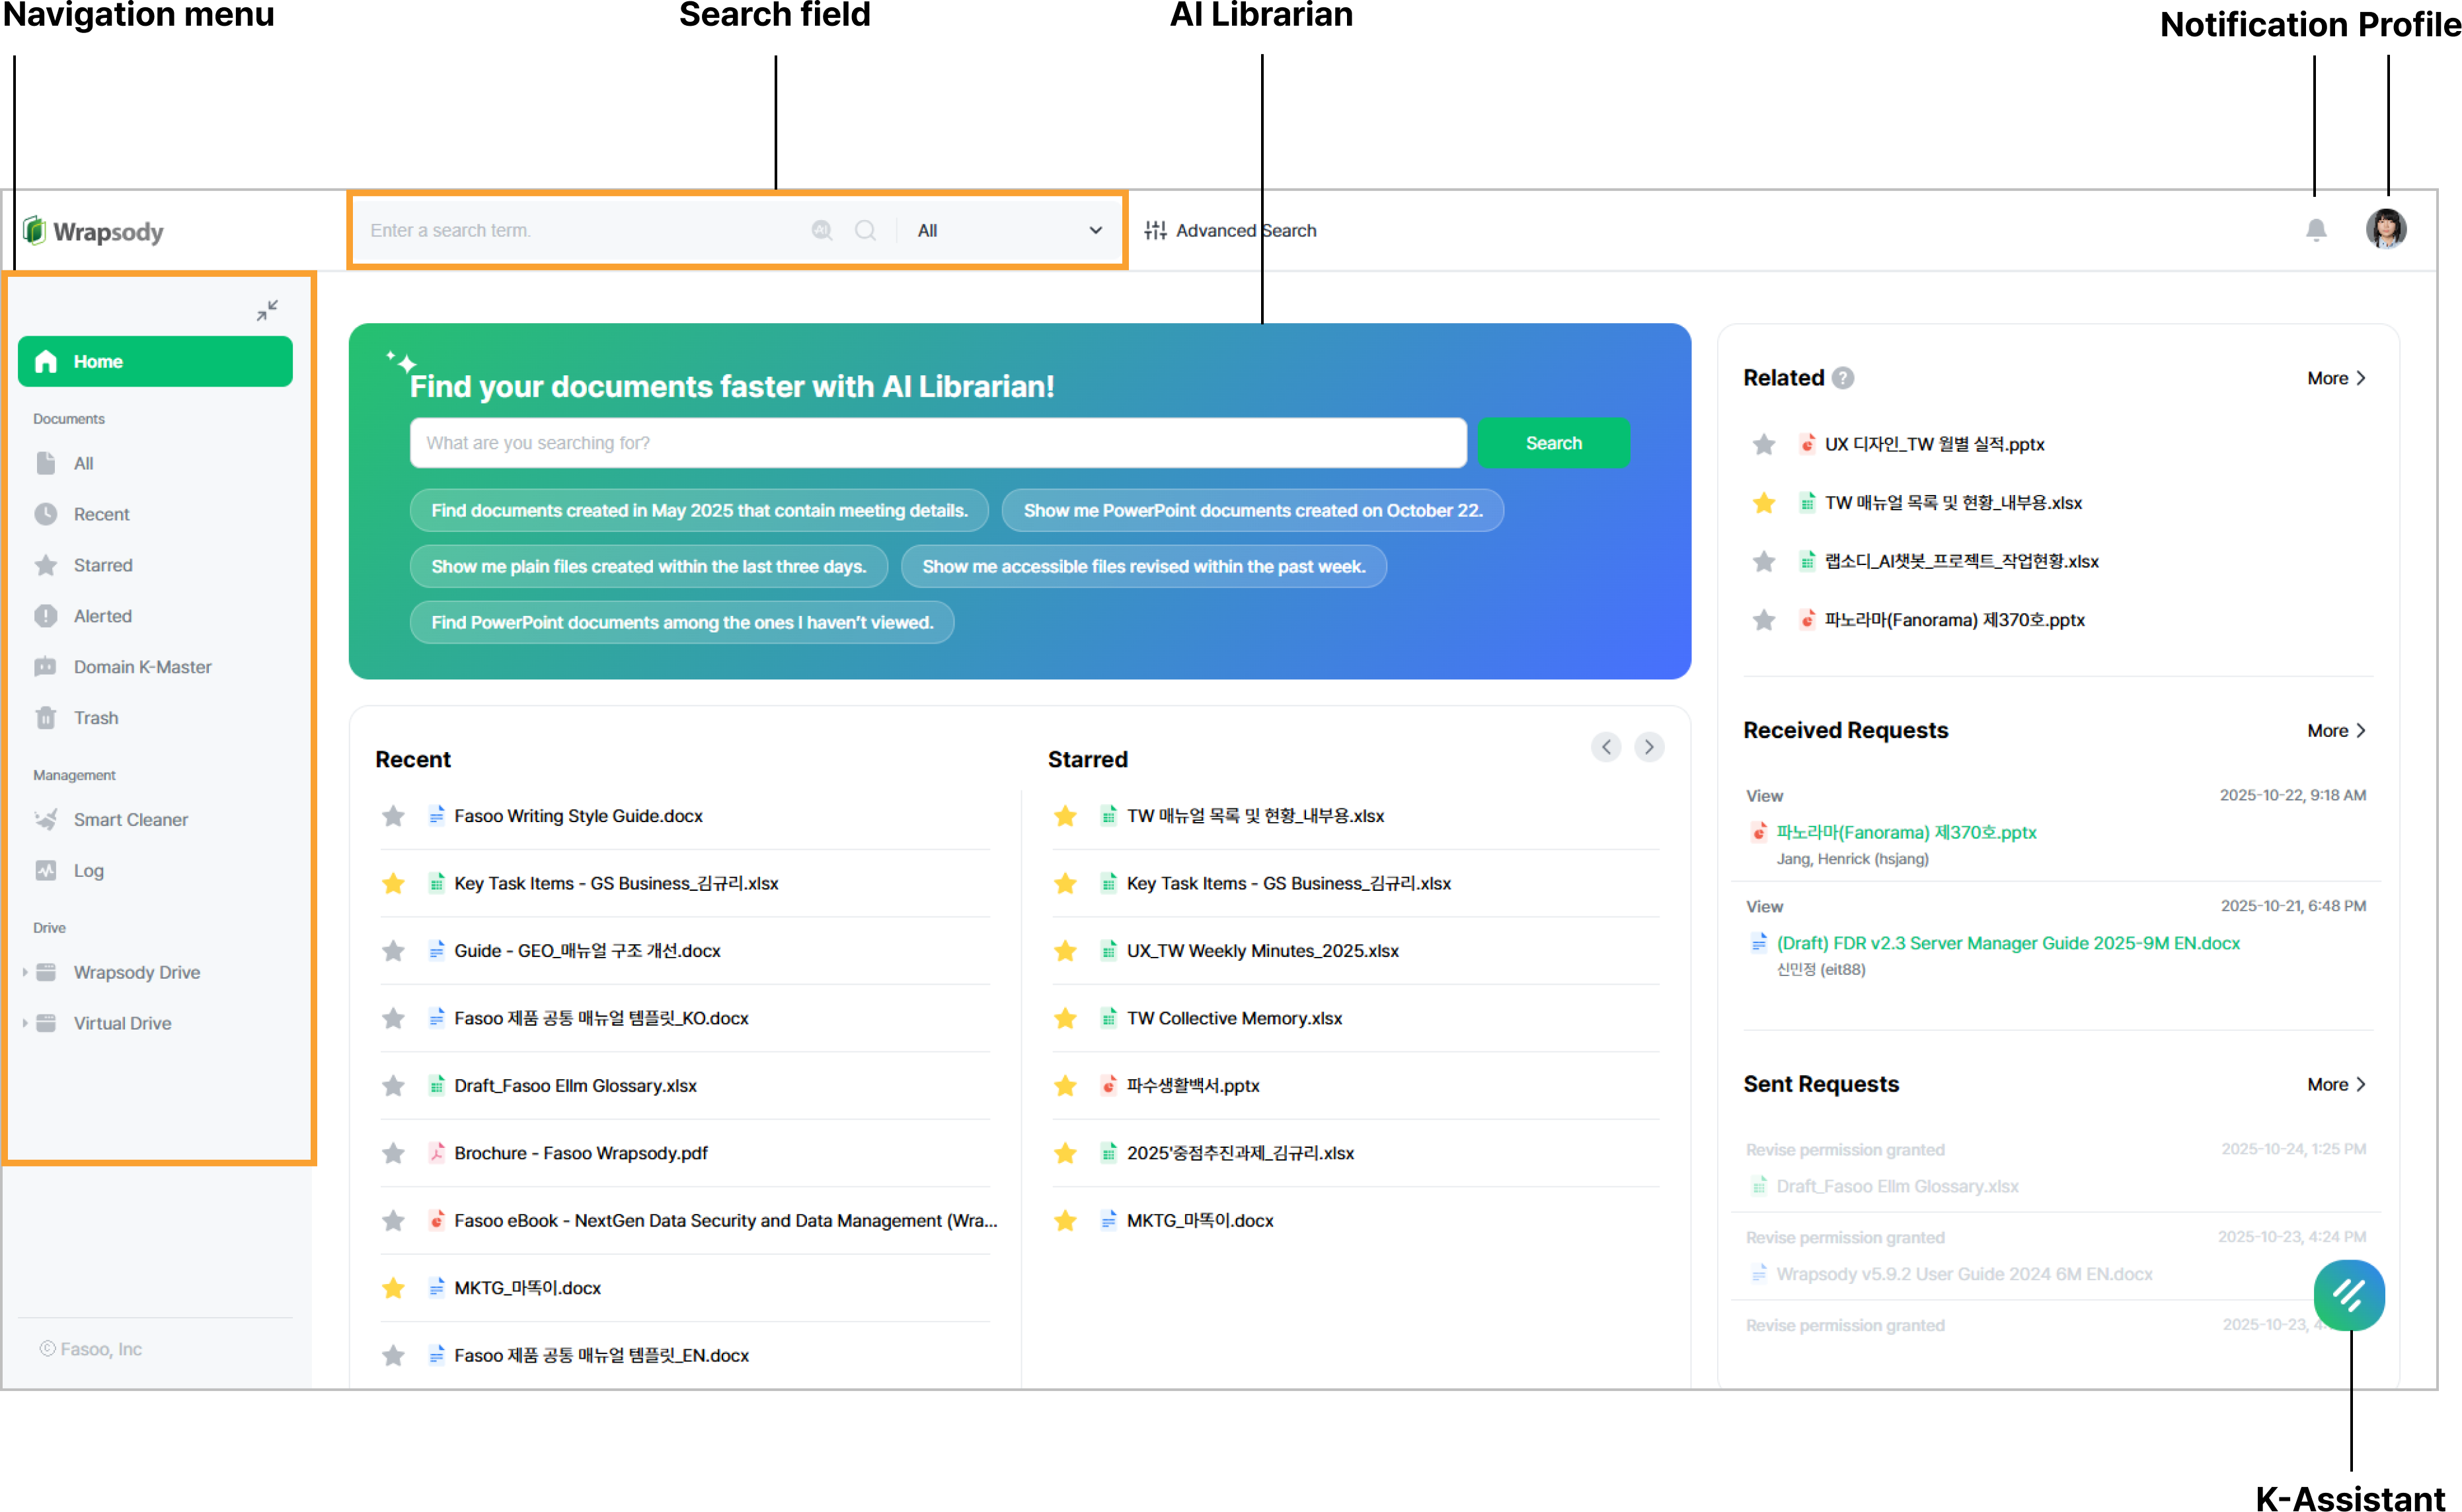 Navigation menu
Search field
AI Librarian
Notification
Profile
Wrapsody
Enter a search term.
All
Advanced Search
Home
Documents
All
Recent
Starred
Alerted
Domain K-Master
Trash
Management
Smart Cleaner
Log
Drive
Wrapsody Drive
Virtual Drive
© Fasoo, Inc
Find your documents faster with AI Librarian!
What are you searching for?
Search
Find documents created in May 2025 that contain meeting details.
Show me PowerPoint documents created on October 22.
Show me plain files created within the last three days.
Show me accessible files revised within the past week.
Find PowerPoint documents among the ones I haven’t viewed.
Recent
Fasoo Writing Style Guide.docx
Key Task Items - GS Business_김규리.xlsx
Guide - GEO_매뉴얼 구조 개선.docx
Fasoo 제품 공통 매뉴얼 템플릿_KO.docx
Draft_Fasoo Ellm Glossary.xlsx
Brochure - Fasoo Wrapsody.pdf
Fasoo eBook - NextGen Data Security and Data Management (Wra...
MKTG_마똑이.docx
Fasoo 제품 공통 매뉴얼 템플릿_EN.docx
Starred
TW 매뉴얼 목록 및 현황_내부용.xlsx
Key Task Items - GS Business_김규리.xlsx
UX_TW Weekly Minutes_2025.xlsx
TW Collective Memory.xlsx
파수생활백서.pptx
2025'중점추진과제_김규리.xlsx
MKTG_마똑이.docx
Related ?
More
UX 디자인_TW 월별 실적.pptx
TW 매뉴얼 목록 및 현황_내부용.xlsx
랩소디_AI챗봇_프로젝트_작업현황.xlsx
파노라마(Fanorama) 제370호.pptx
Received Requests
More
View
2025-10-22, 9:18 AM
파노라마(Fanorama) 제370호.pptx
Jang, Henrick (hsjang)
View
2025-10-21, 6:48 PM
(Draft) FDR v2.3 Server Manager Guide 2025-9M EN.docx
신민정 (eit88)
Sent Requests
More
Revise permission granted
2025-10-24, 1:25 PM
Draft_Fasoo Ellm Glossary.xlsx
Revise permission granted
2025-10-23, 4:24 PM
Wrapsody v5.9.2 User Guide 2024 6M EN.docx
Revise permission granted
2025-10-23, 4:
K-Assistant